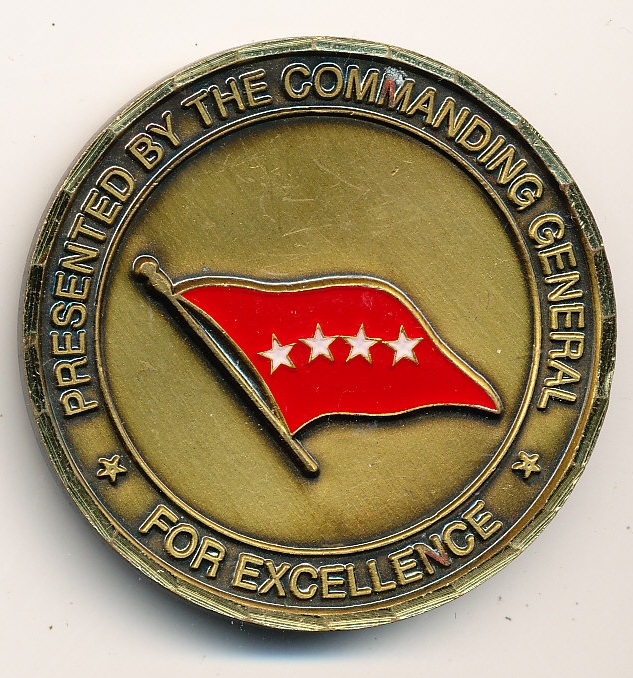 PRESENTED BY THE COMMANDING GENERAL
FOR EXCELLENCE